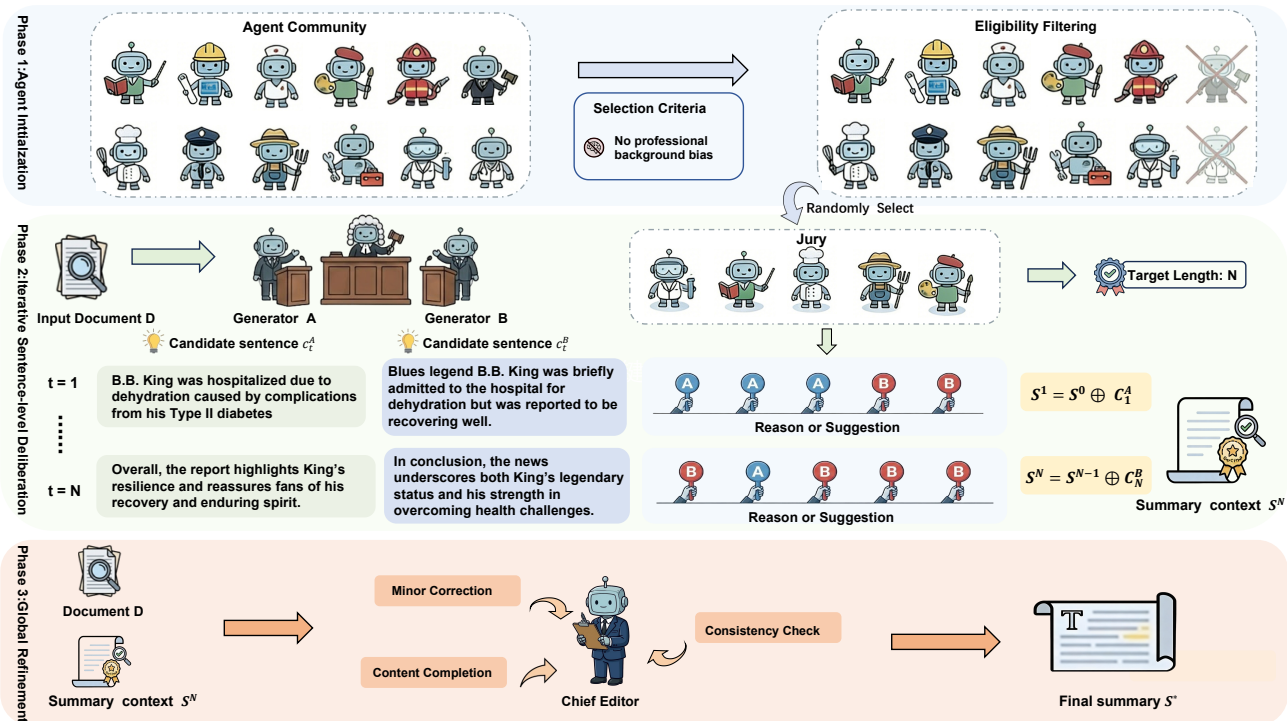 Phase 1:Agent Inttialzation
Agent Community
Selection Criteria
No professional
background bias
Eligibility Filtering
Randomly Select
Phase 2:Iterative Sentence-level Deliberation
Input Document D
Generator A
Generator B
Jury
Target Length: N
Candidate sentence c_t^A
Candidate sentence c_t^B
t = 1
B.B. King was hospitalized due to
dehydration caused by complications
from his Type II diabetes
Blues legend B.B. King was briefly
admitted to the hospital for
dehydration but was reported to be
recovering well.
A A A B B
Reason or Suggestion
S^1 = S^0 ⊕ C_1^A
t = N
Overall, the report highlights King's
resilience and reassures fans of his
recovery and enduring spirit.
In conclusion, the news
underscores both King's legendary
status and his strength in
overcoming health challenges.
B A B B B
Reason or Suggestion
S^N = S^{N-1} ⊕ C_N^B
Summary context S^N
Phase 3:Global Refinement
Document D
Summary context S^N
Minor Correction
Content Completion
Consistency Check
Chief Editor
T
Final summary S^*